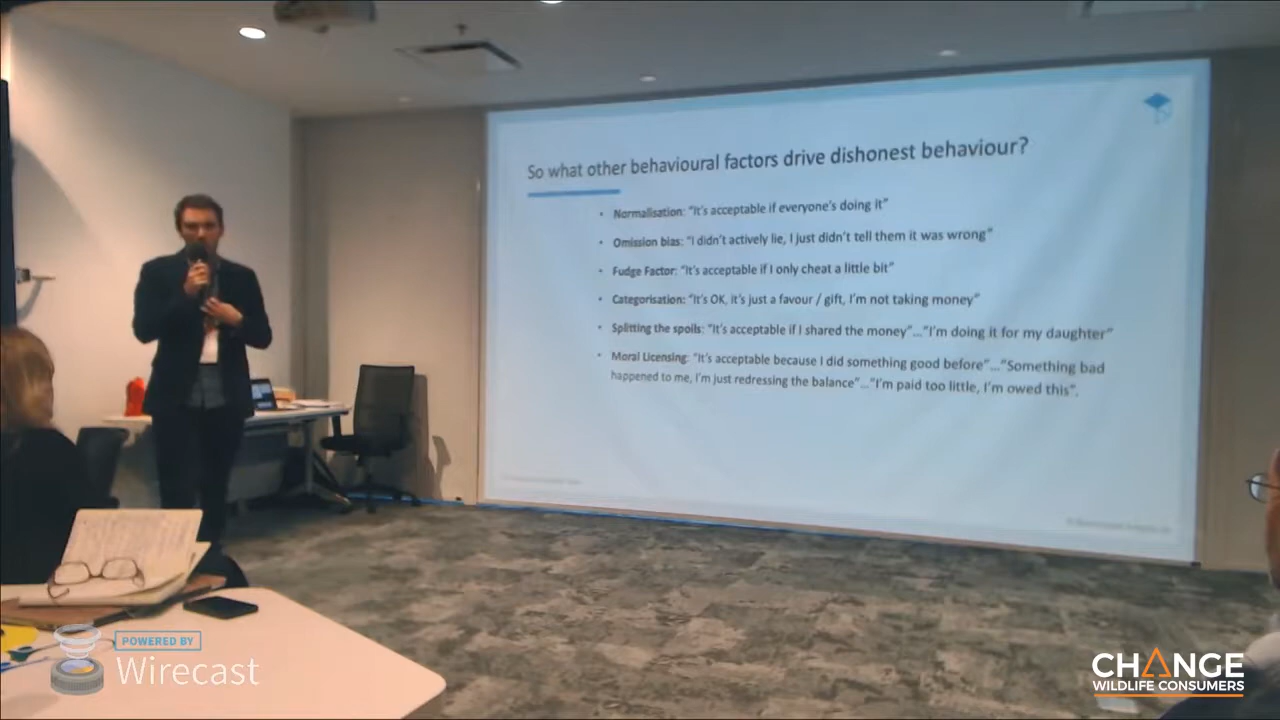 So what other behavioural factors drive dishonest behaviour?
• Normalisation: "It's acceptable if everyone's doing it"
• Omission bias: "I didn't actively lie, I just didn't tell them it was wrong"
• Fudge Factor: "It's acceptable if I only cheat a little bit"
• Categorisation: "It's OK, it's just a favour / gift, I'm not taking money"
• Splitting the spoils: "It's acceptable if I shared the money"..."I'm doing it for my daughter"
• Moral Licensing: "It's acceptable because I did something good before"..."Something bad
happened to me, I'm just redressing the balance"..."I'm paid too little, I'm owed this".
POWERED BY
Wirecast
CHANGE
WILDLIFE CONSUMERS